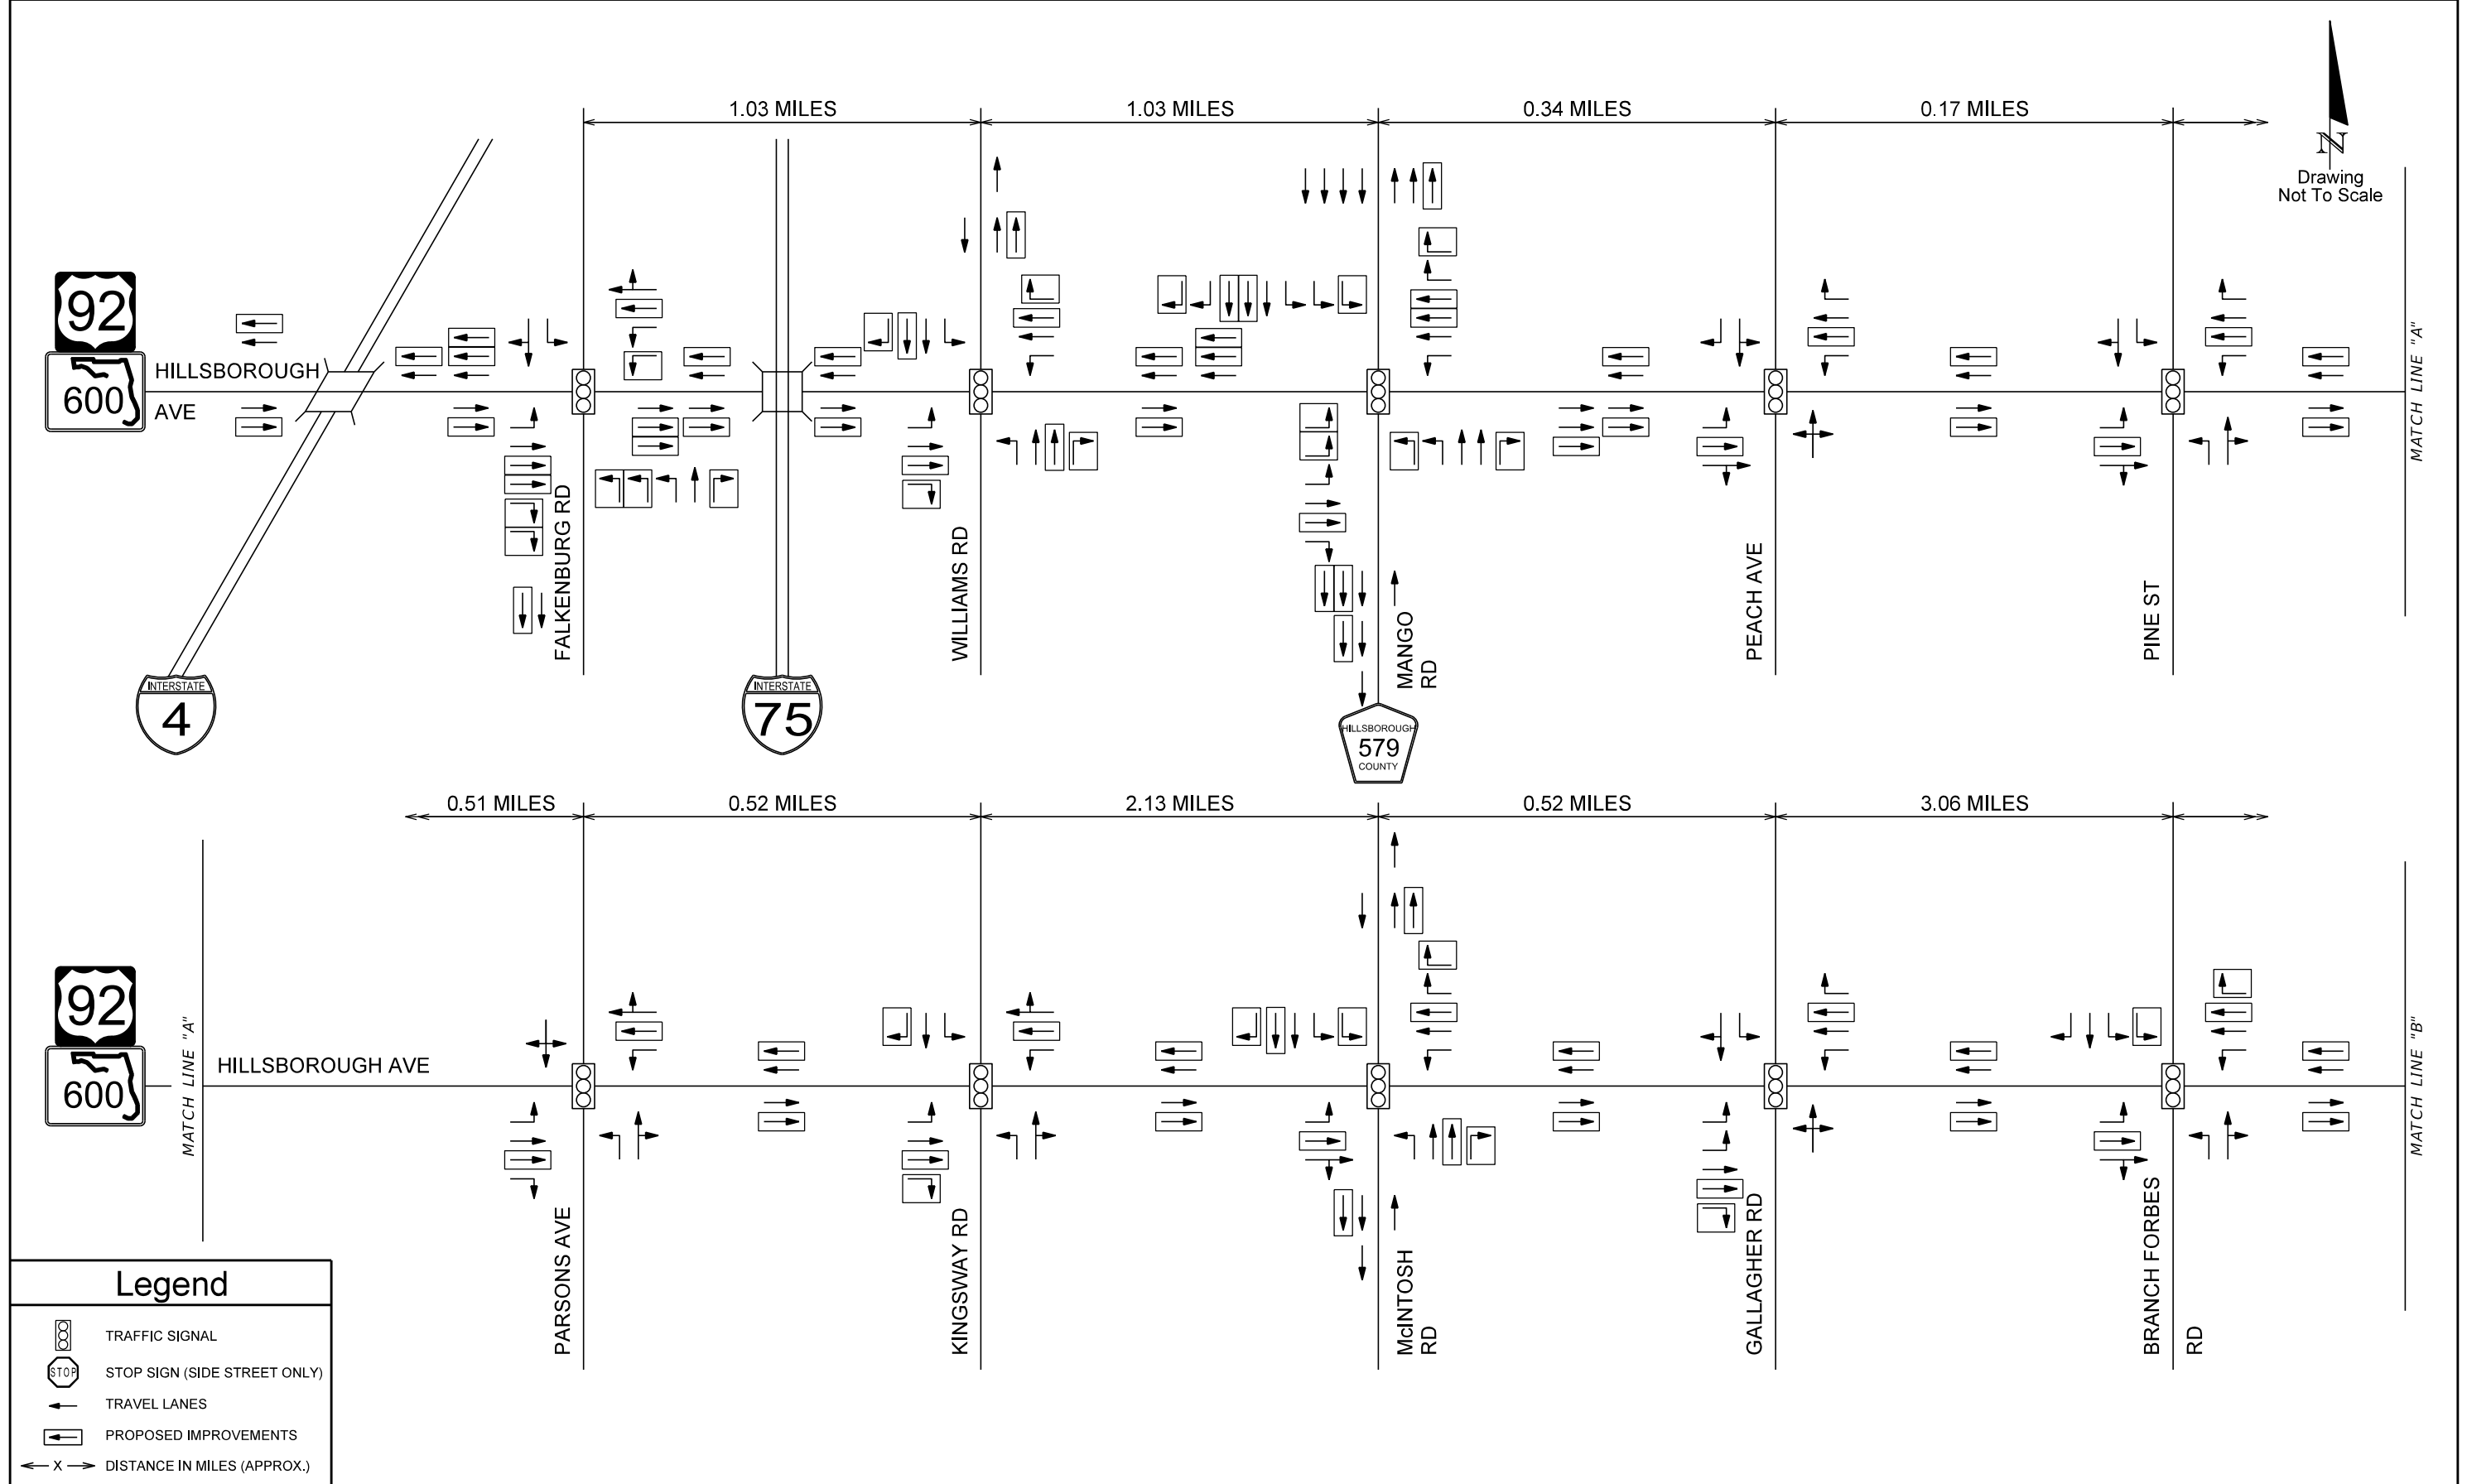 1.03 MILES
1.03 MILES
0.34 MILES
0.17 MILES
N
Drawing
Not To Scale
92
600
HILLSBOROUGH
AVE
MATCH LINE "A"
FALKENBURG RD
WILLIAMS RD
MANGO
RD
PEACH AVE
PINE ST
INTERSTATE
4
INTERSTATE
75
HILLSBOROUGH
579
COUNTY
0.51 MILES
0.52 MILES
2.13 MILES
0.52 MILES
3.06 MILES
92
600
MATCH LINE "A"
HILLSBOROUGH AVE
MATCH LINE "B"
PARSONS AVE
KINGSWAY RD
McINTOSH
RD
GALLAGHER RD
BRANCH FORBES
RD
Legend
TRAFFIC SIGNAL
STOP
STOP SIGN (SIDE STREET ONLY)
TRAVEL LANES
PROPOSED IMPROVEMENTS
X
DISTANCE IN MILES (APPROX.)